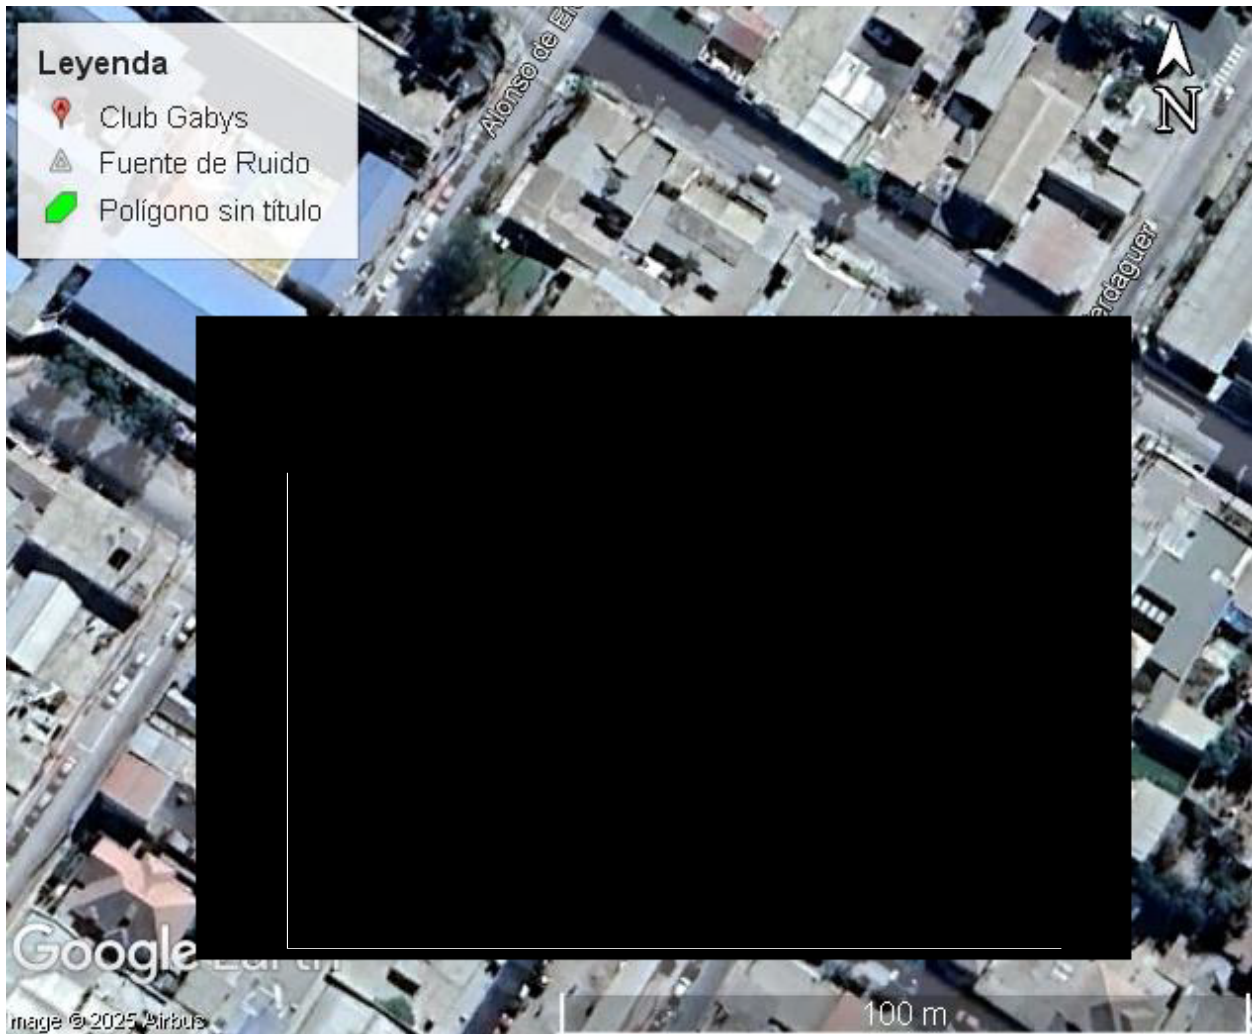 Leyenda
Club Gabys
Fuente de Ruido
Polígono sin título
Alonso de
N
100 m
Google
Image © 2025 Airbus